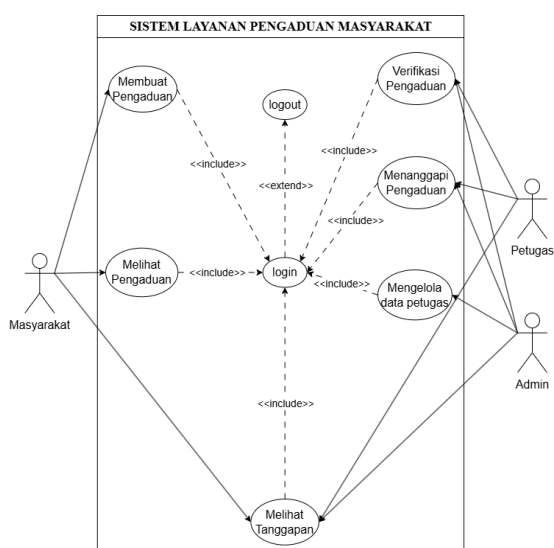 SISTEM LAYANAN PENGADUAN MASYARAKAT
Membuat
Pengaduan
logout
Verifikasi
Pengaduan
<<include>>
<<include>>
<<extend>>
Menanggapi
Pengaduan
<<include>>
Petugas
Melihat
Pengaduan
<<include>>
login
<<include>>
Mengelola
data petugas
Masyarakat
Admin
<<include>>
Melihat
Tanggapan